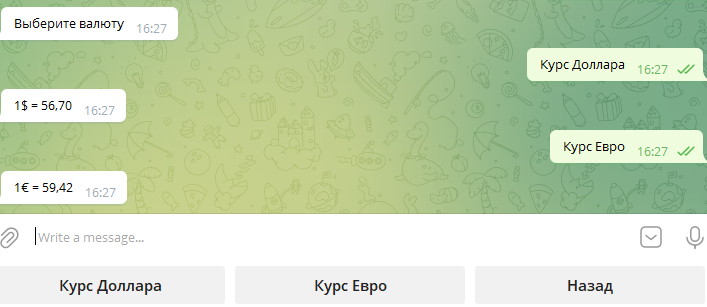 Выберите валюту 16:27
Курс Доллара 16:27
1$ = 56,70 16:27
Курс Евро 16:27
1€ = 59,42 16:27
Write a message...
Курс Доллара Курс Евро Назад